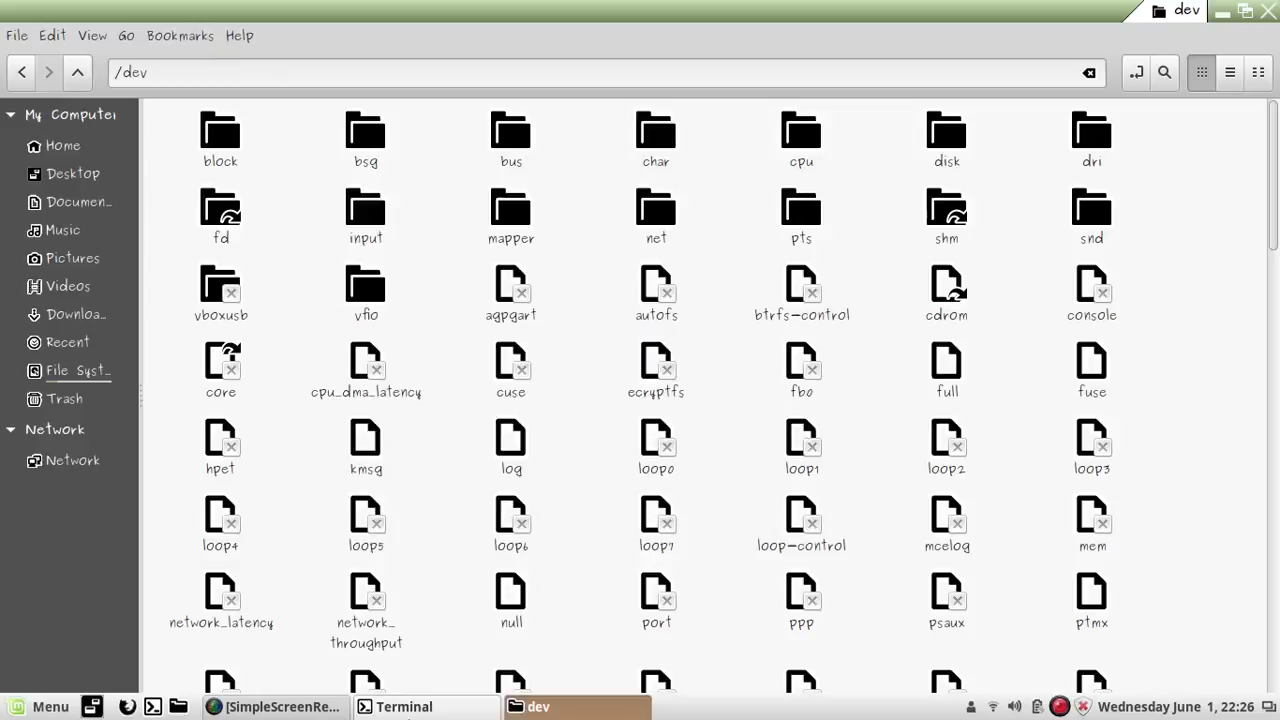 dev
File Edit View Go Bookmarks Help
/dev
My Computer
Home
Desktop
Documen...
Music
Pictures
Videos
Downloa...
Recent
File Syst...
Trash
Network
Network
block bsg bus char cpu disk dri
fd input mapper net pts shm snd
vboxusb vfio agpgart autofs btrfs-control cdrom console
core cpu_dma_latency cuse ecryptfs fb0 full fuse
hpet kmsg log loop0 loop1 loop2 loop3
loop4 loop5 loop6 loop7 loop-control mcelog mem
network_latency network_ null port ppp psaux ptmx
throughput
Menu [SimpleScreenRe... Terminal dev Wednesday June 1, 22:26